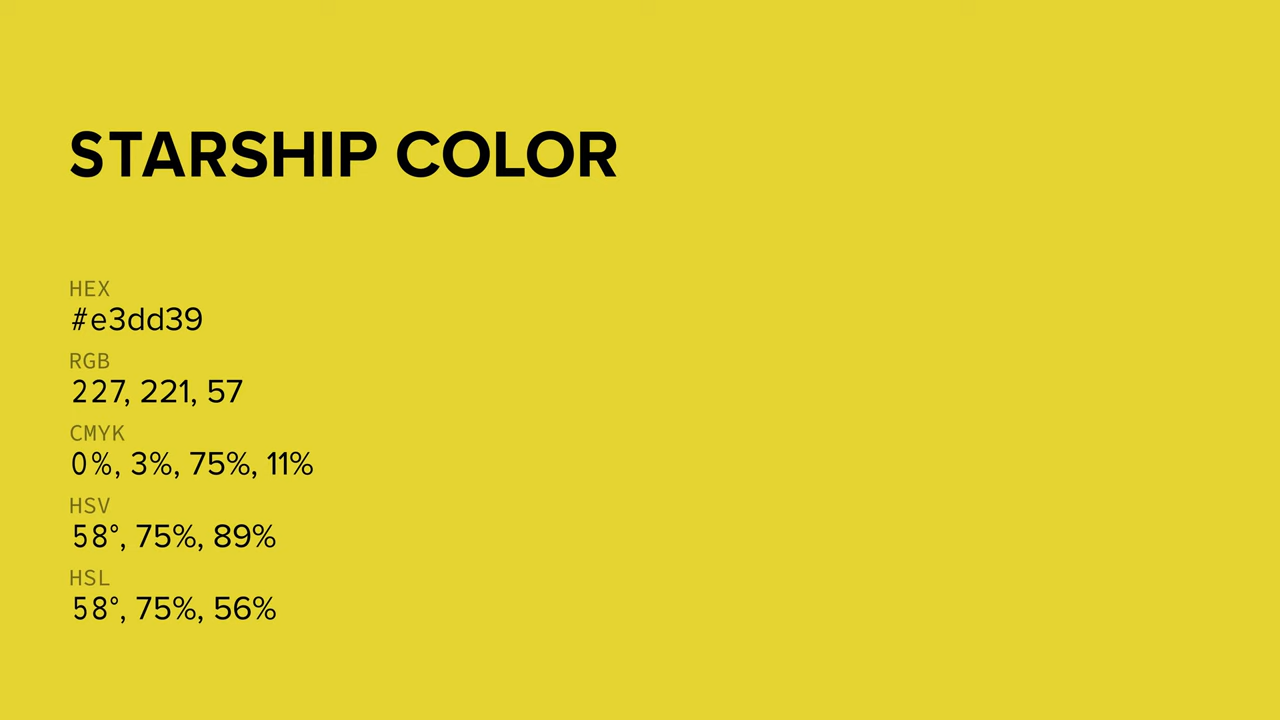 STARSHIP COLOR
HEX
#e3dd39
RGB
227, 221, 57
CMYK
0%, 3%, 75%, 11%
HSV
58°, 75%, 89%
HSL
58°, 75%, 56%